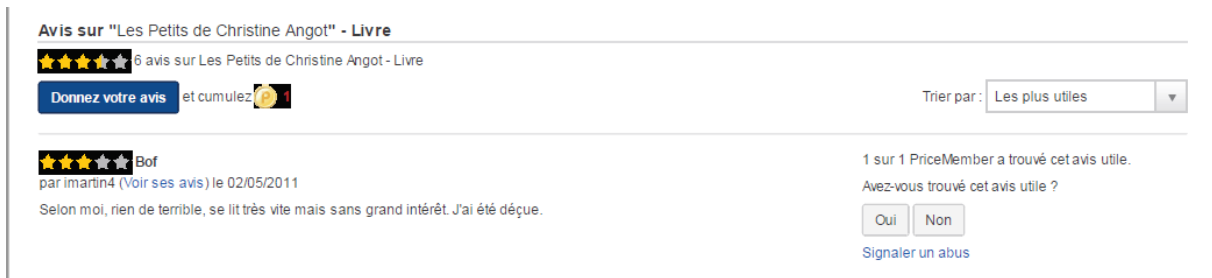 Avis sur "Les Petits de Christine Angot" - Livre
6 avis sur Les Petits de Christine Angot - Livre
Donnez votre avis et cumulez P 1
Trier par : Les plus utiles
Bof
par imartin4 (Voir ses avis) le 02/05/2011
Selon moi, rien de terrible, se lit très vite mais sans grand intérêt. J'ai été déçue.
1 sur 1 PriceMember a trouvé cet avis utile.
Avez-vous trouvé cet avis utile ?
Oui Non
Signaler un abus